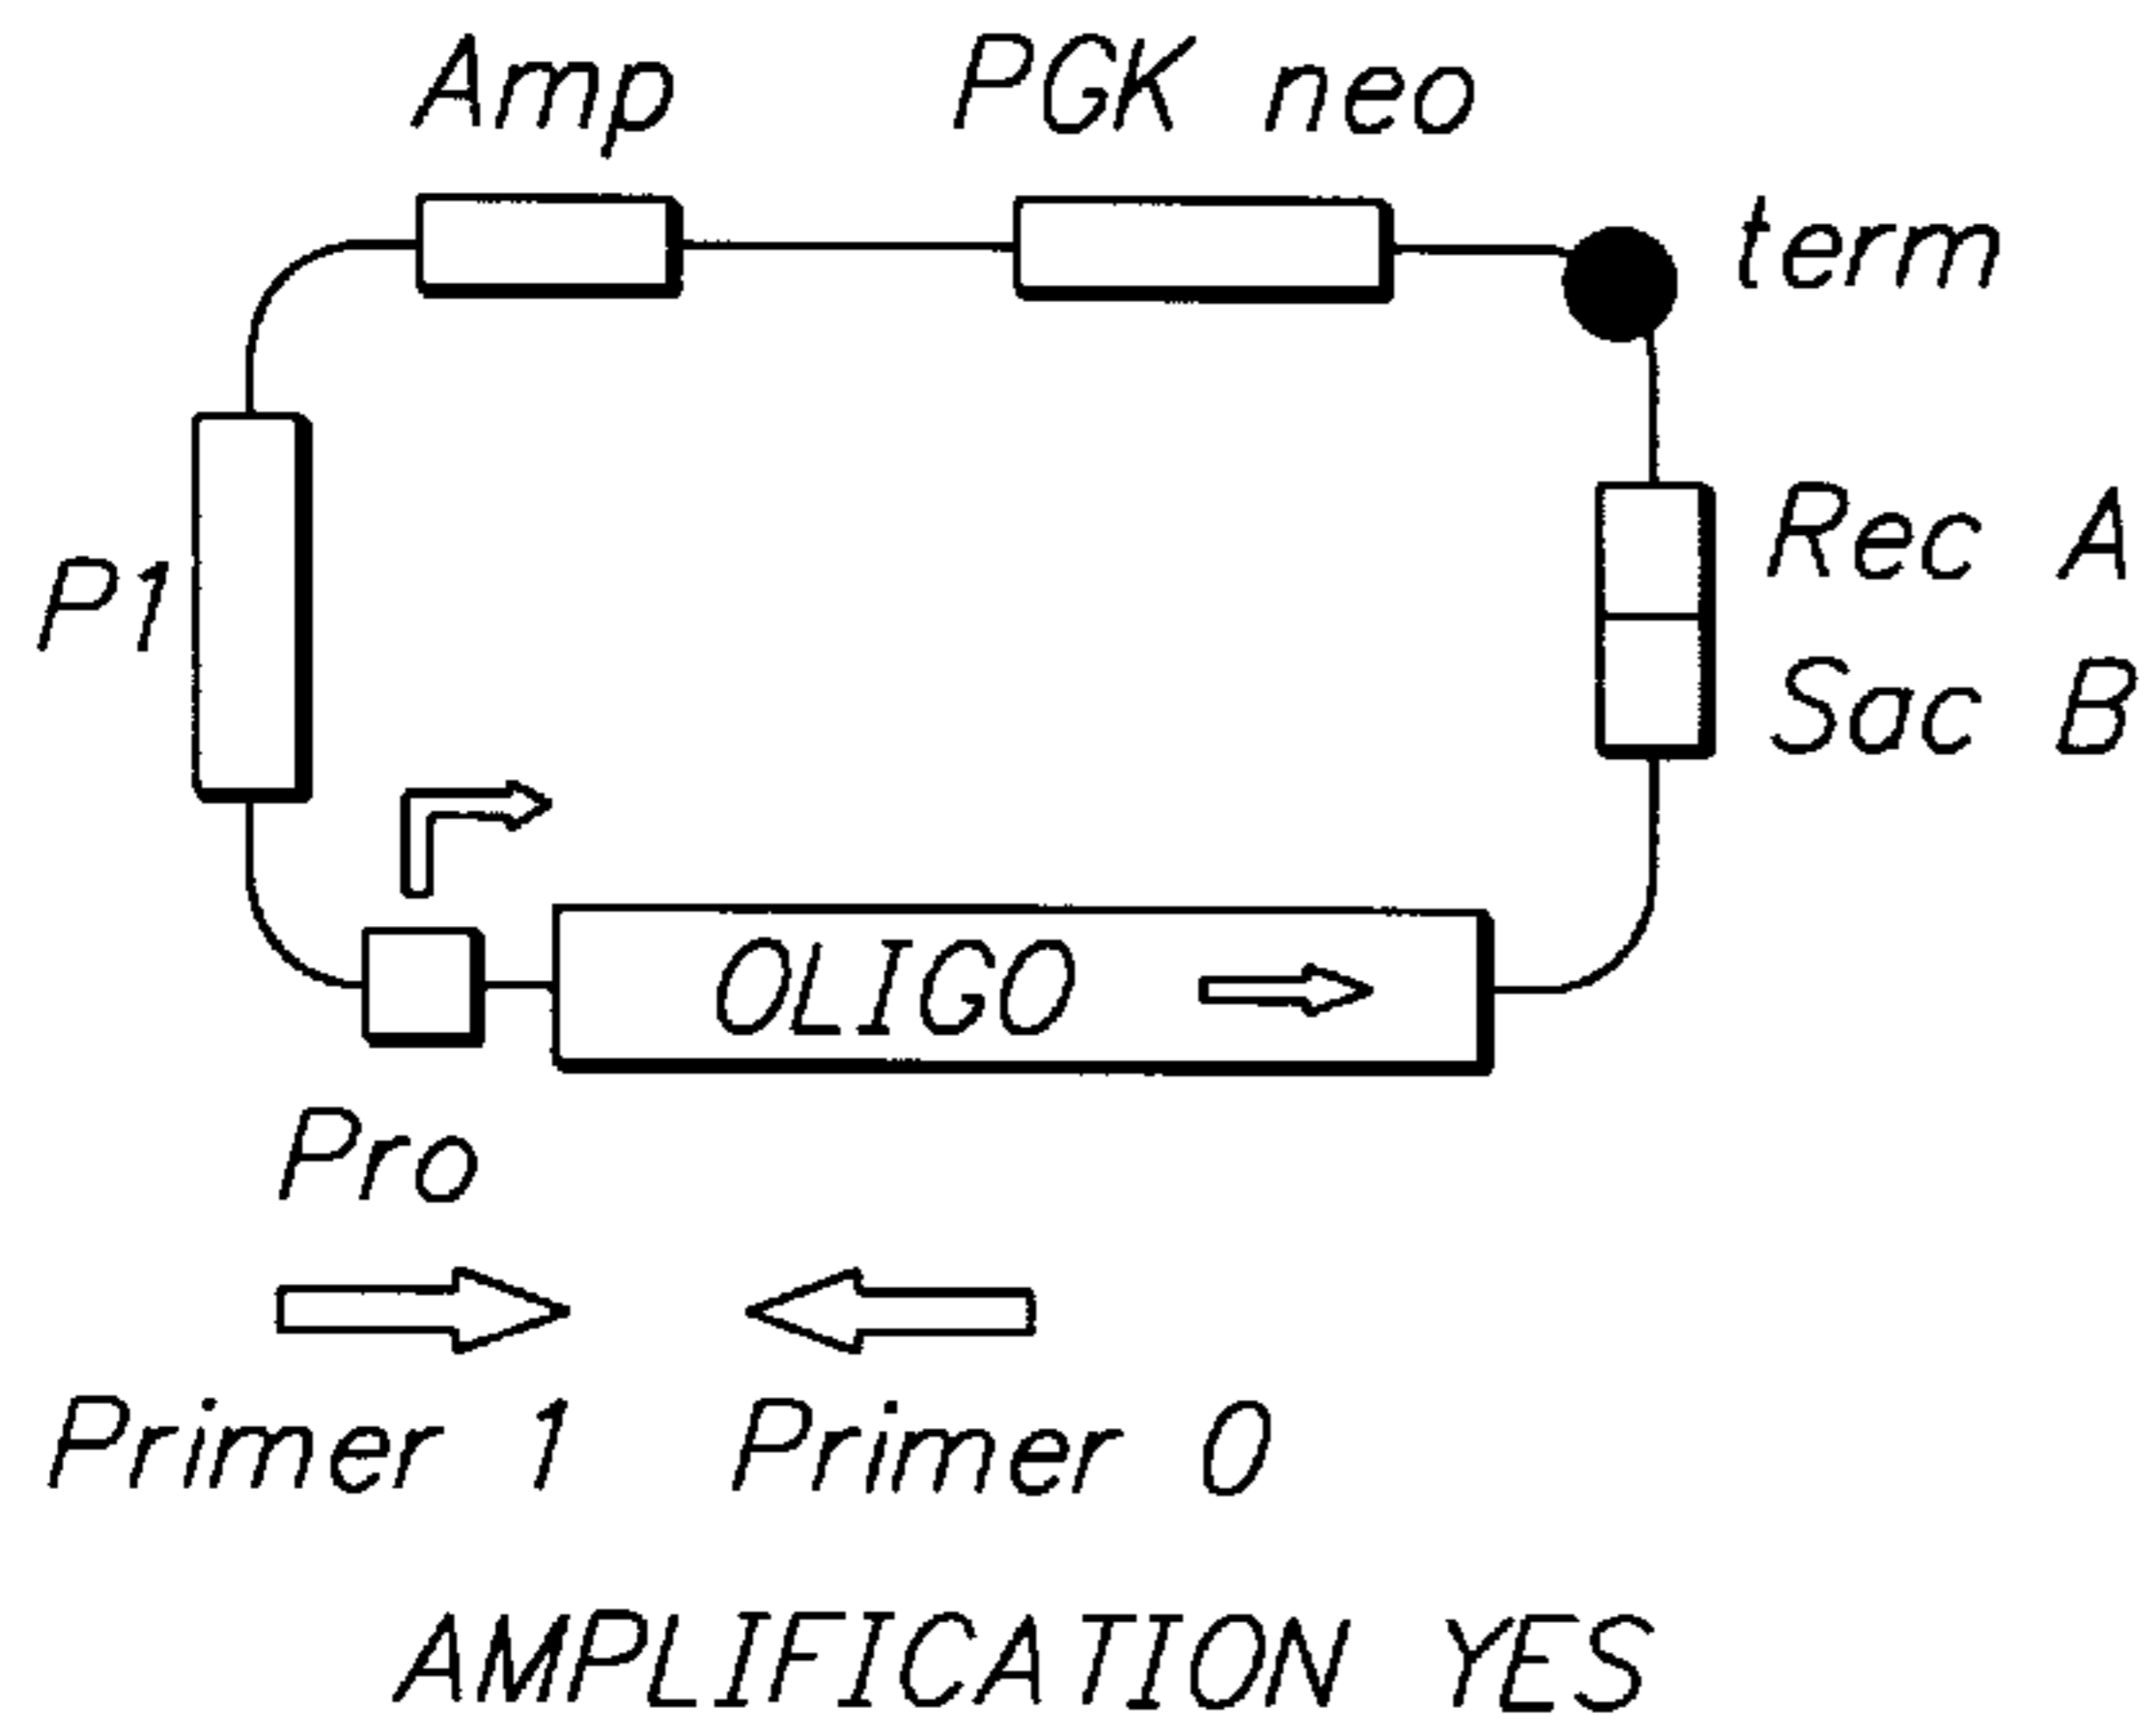 Amp
PGK neo
term
Rec A
P1
Sac B
OLIGO
Pro
Primer 1
Primer 0
AMPLIFICATION YES